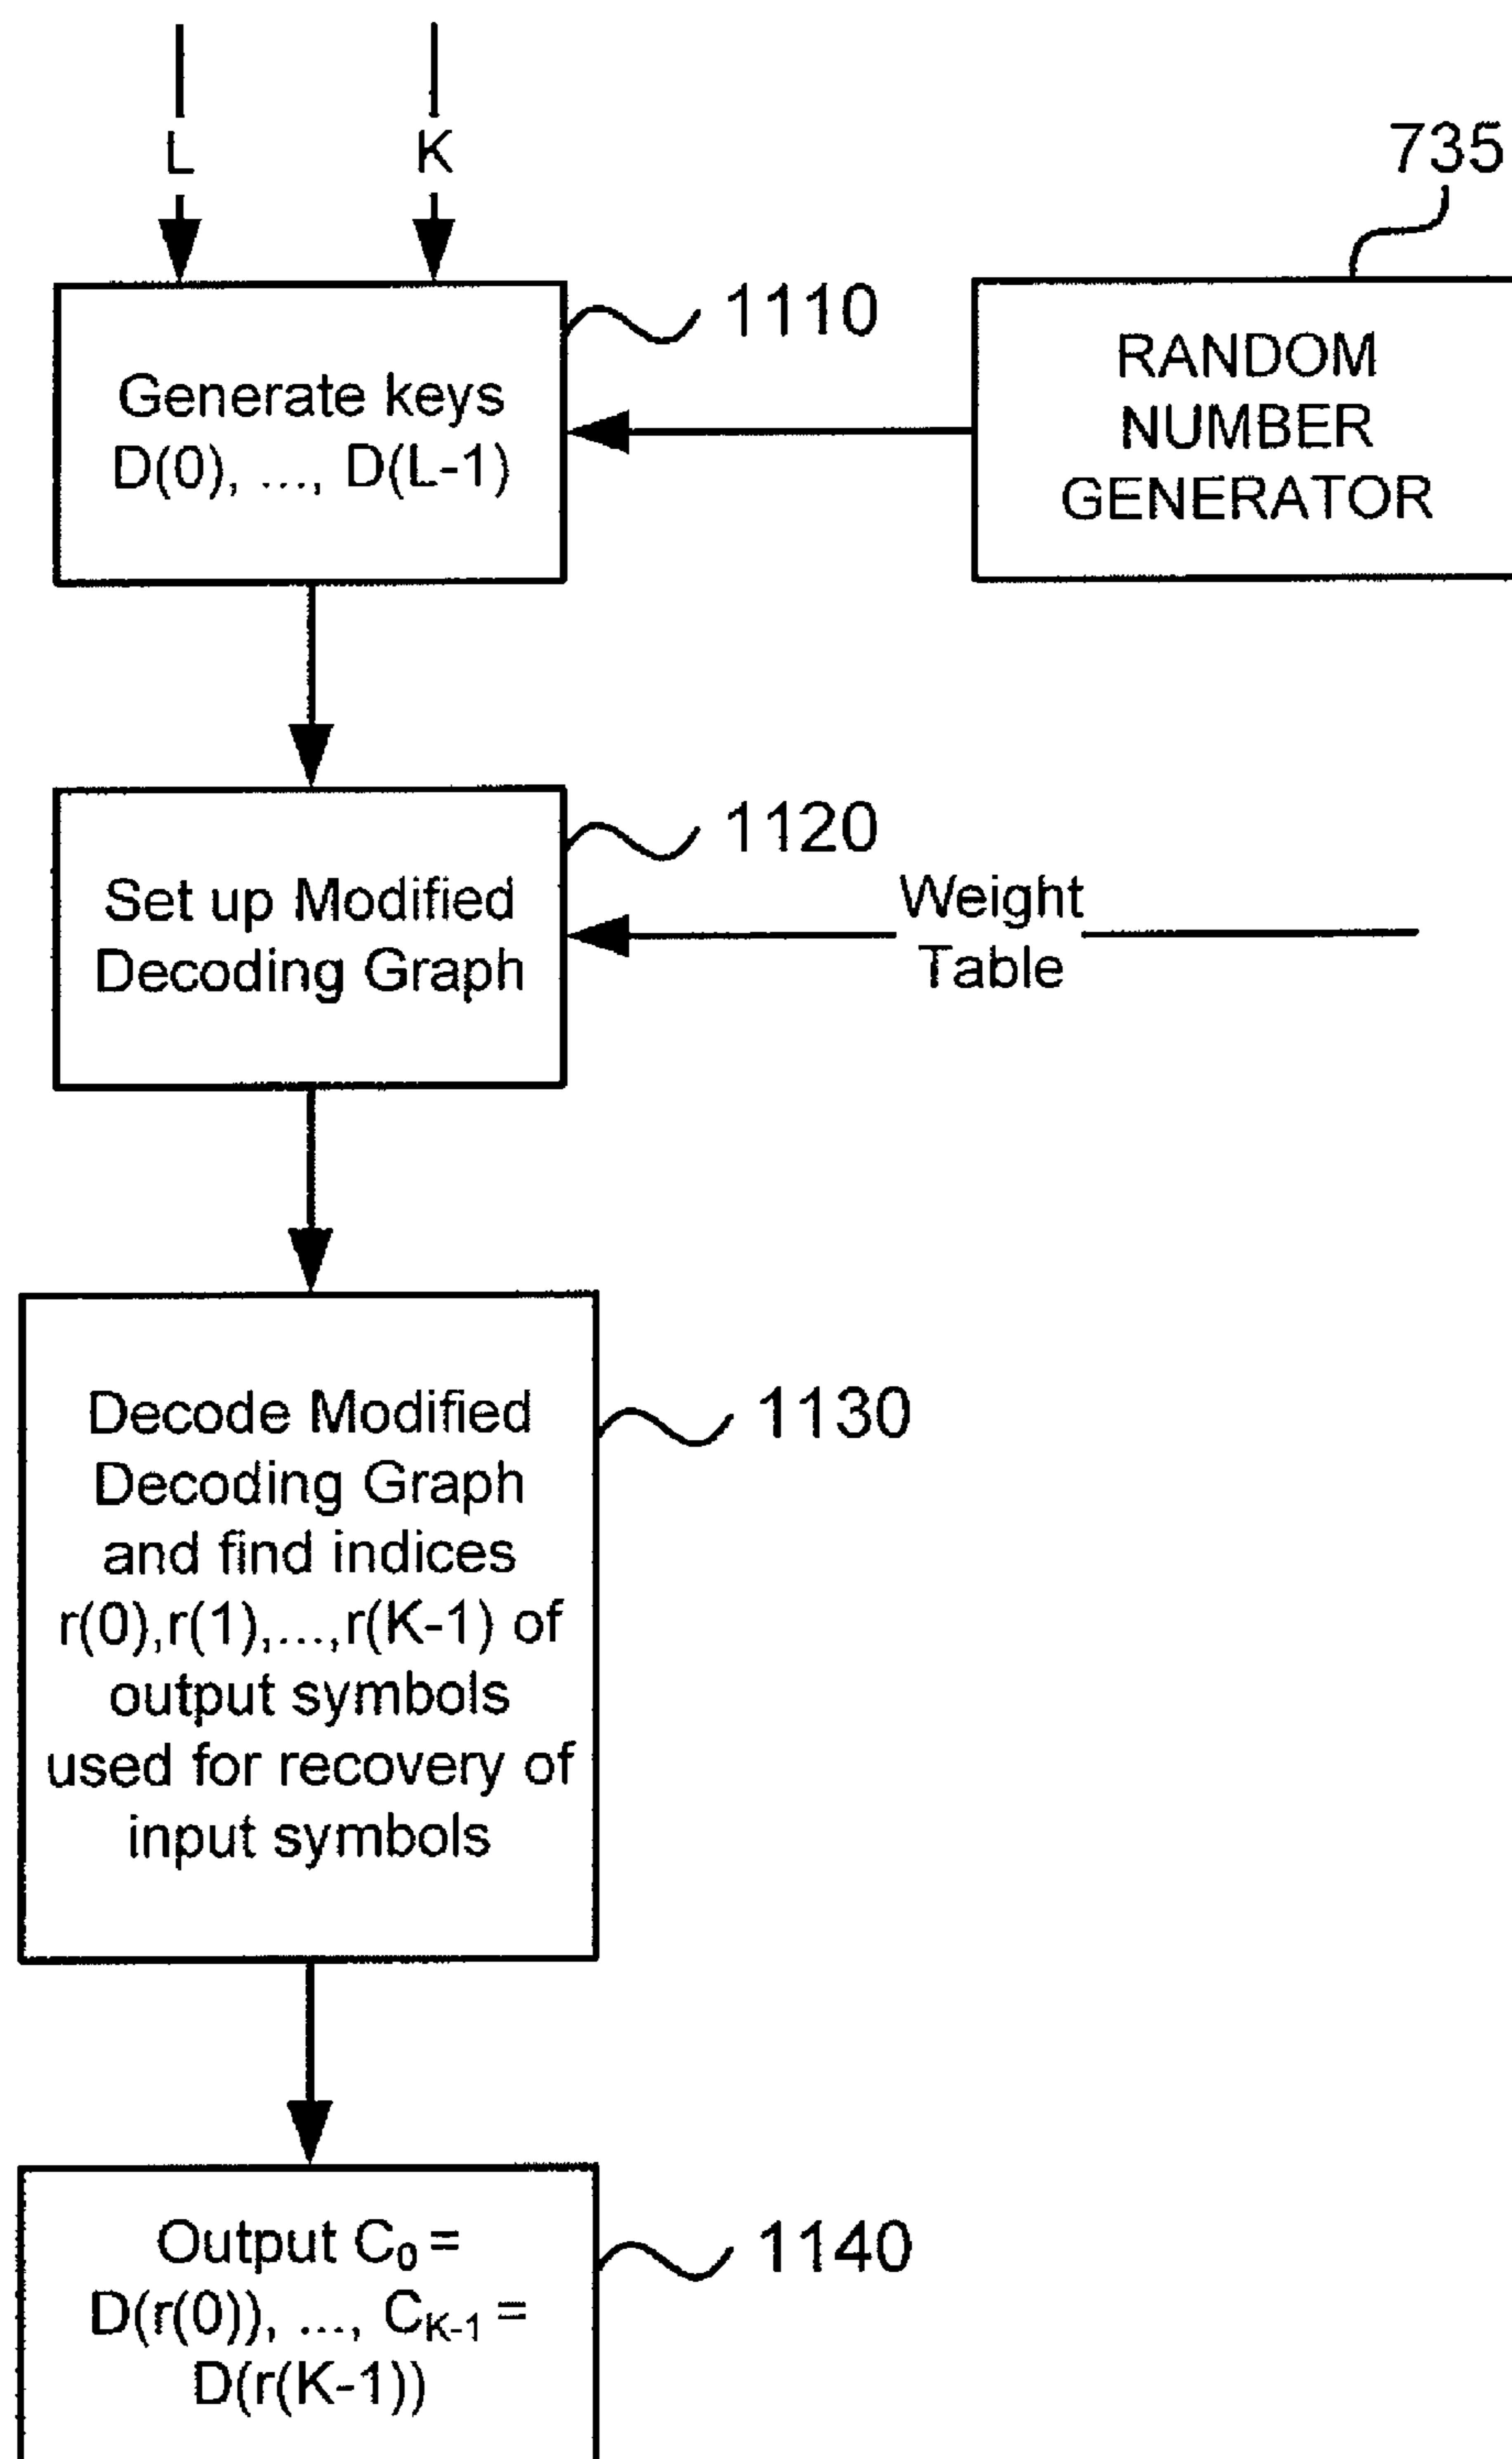 L
K
735
1110
Generate keys
D(0), ..., D(L-1)
RANDOM
NUMBER
GENERATOR
1120
Set up Modified
Decoding Graph
Weight
Table
1130
Decode Modified
Decoding Graph
and find indices
r(0),r(1),...,r(K-1) of
output symbols
used for recovery of
input symbols
1140
Output C₀ =
D(r(0)), ..., C_K-1 =
D(r(K-1))